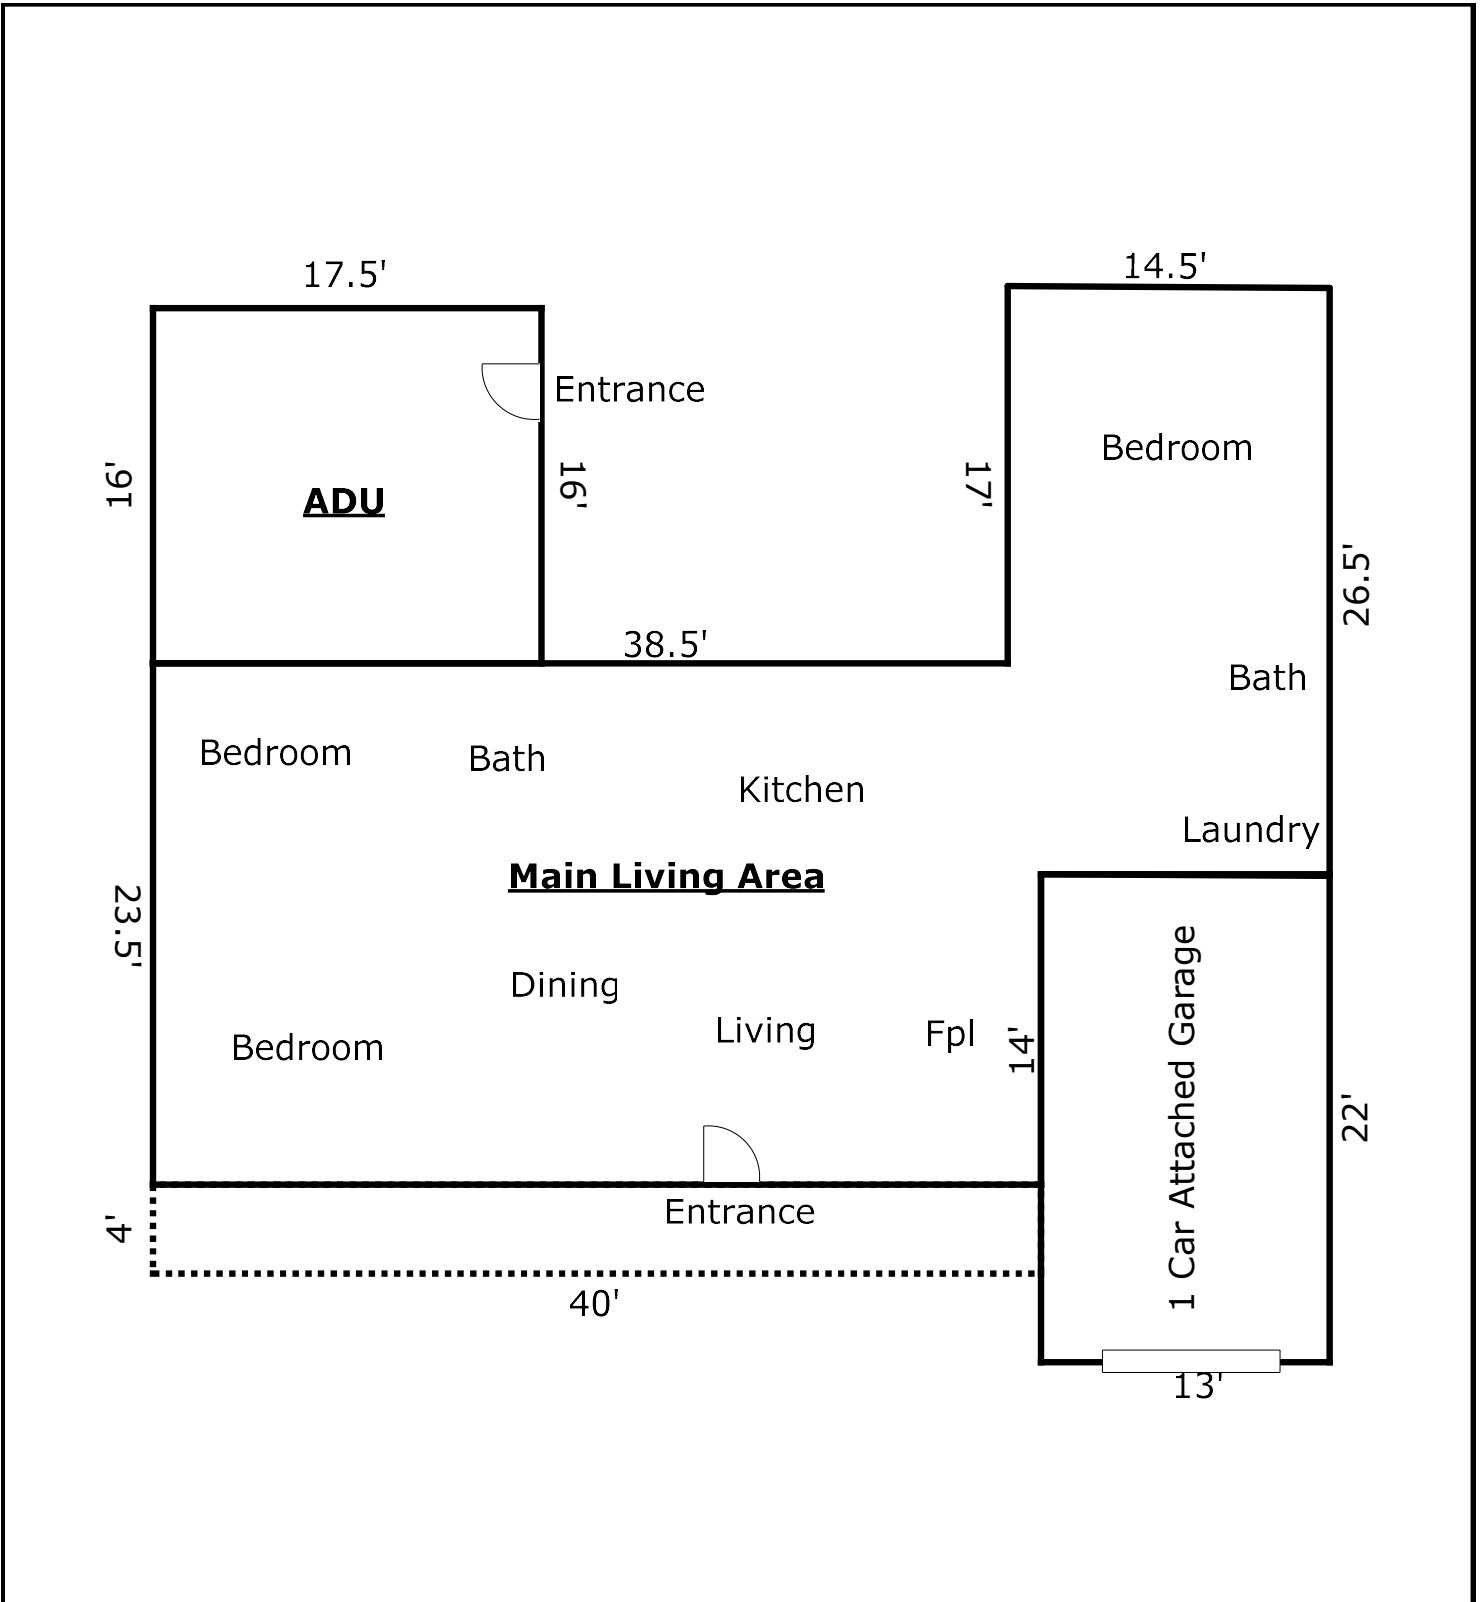 14.5'
17.5'
Entrance
Bedroom
16'
ADU
16'
17'
26.5'
38.5'
Bath
Bedroom
Bath
Kitchen
Laundry
Main Living Area
23.5'
Dining
Living
Fpl
14'
Bedroom
1 Car Attached Garage
22'
Entrance
4'
40'
13'